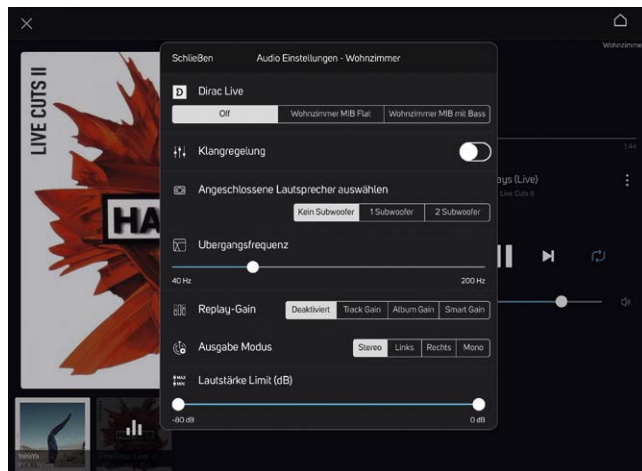 Wohnzimmer
Schließen
Audio Einstellungen - Wohnzimmer
Dirac Live
Off
Wohnzimmer MIB Flat
Wohnzimmer MIB mit Bass
Klangregelung
Angeschlossene Lautsprecher auswählen
Kein Subwoofer
1 Subwoofer
2 Subwoofer
Übergangsfrequenz
40 Hz
200 Hz
Replay-Gain
Deaktiviert
Track Gain
Album Gain
Smart Gain
Ausgabe Modus
Stereo
Links
Rechts
Mono
MAX
MIN
Lautstärke Limit (dB)
-80 dB
0 dB
LIVE CUTS II
HA
1:44
ays (Live)
Live Cuts II
YaYaYa